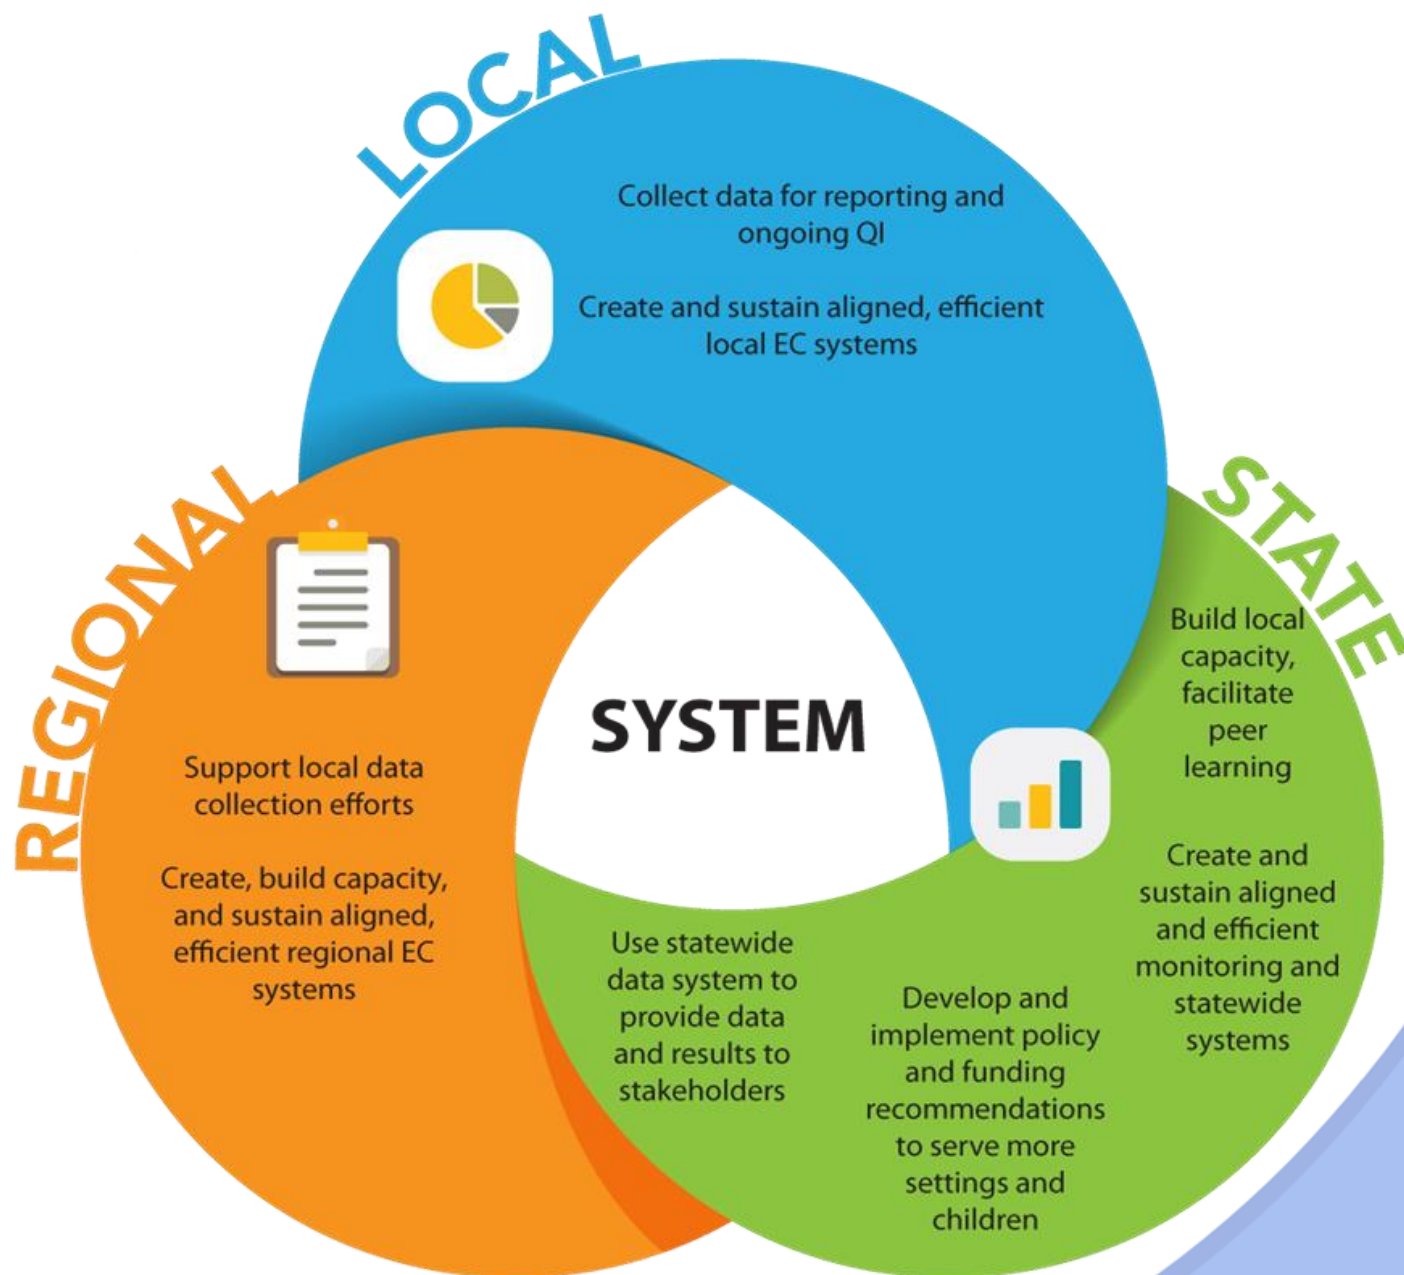 LOCAL
Collect data for reporting and
ongoing QI
Create and sustain aligned, efficient
local EC systems
REGIONAL
Support local data
collection efforts
Create, build capacity,
and sustain aligned,
efficient regional EC
systems
SYSTEM
STATE
Build local
capacity,
facilitate
peer
learning
Create and
sustain aligned
and efficient
monitoring and
statewide
systems
Use statewide
data system to
provide data
and results to
stakeholders
Develop and
implement policy
and funding
recommendations
to serve more
settings and
children